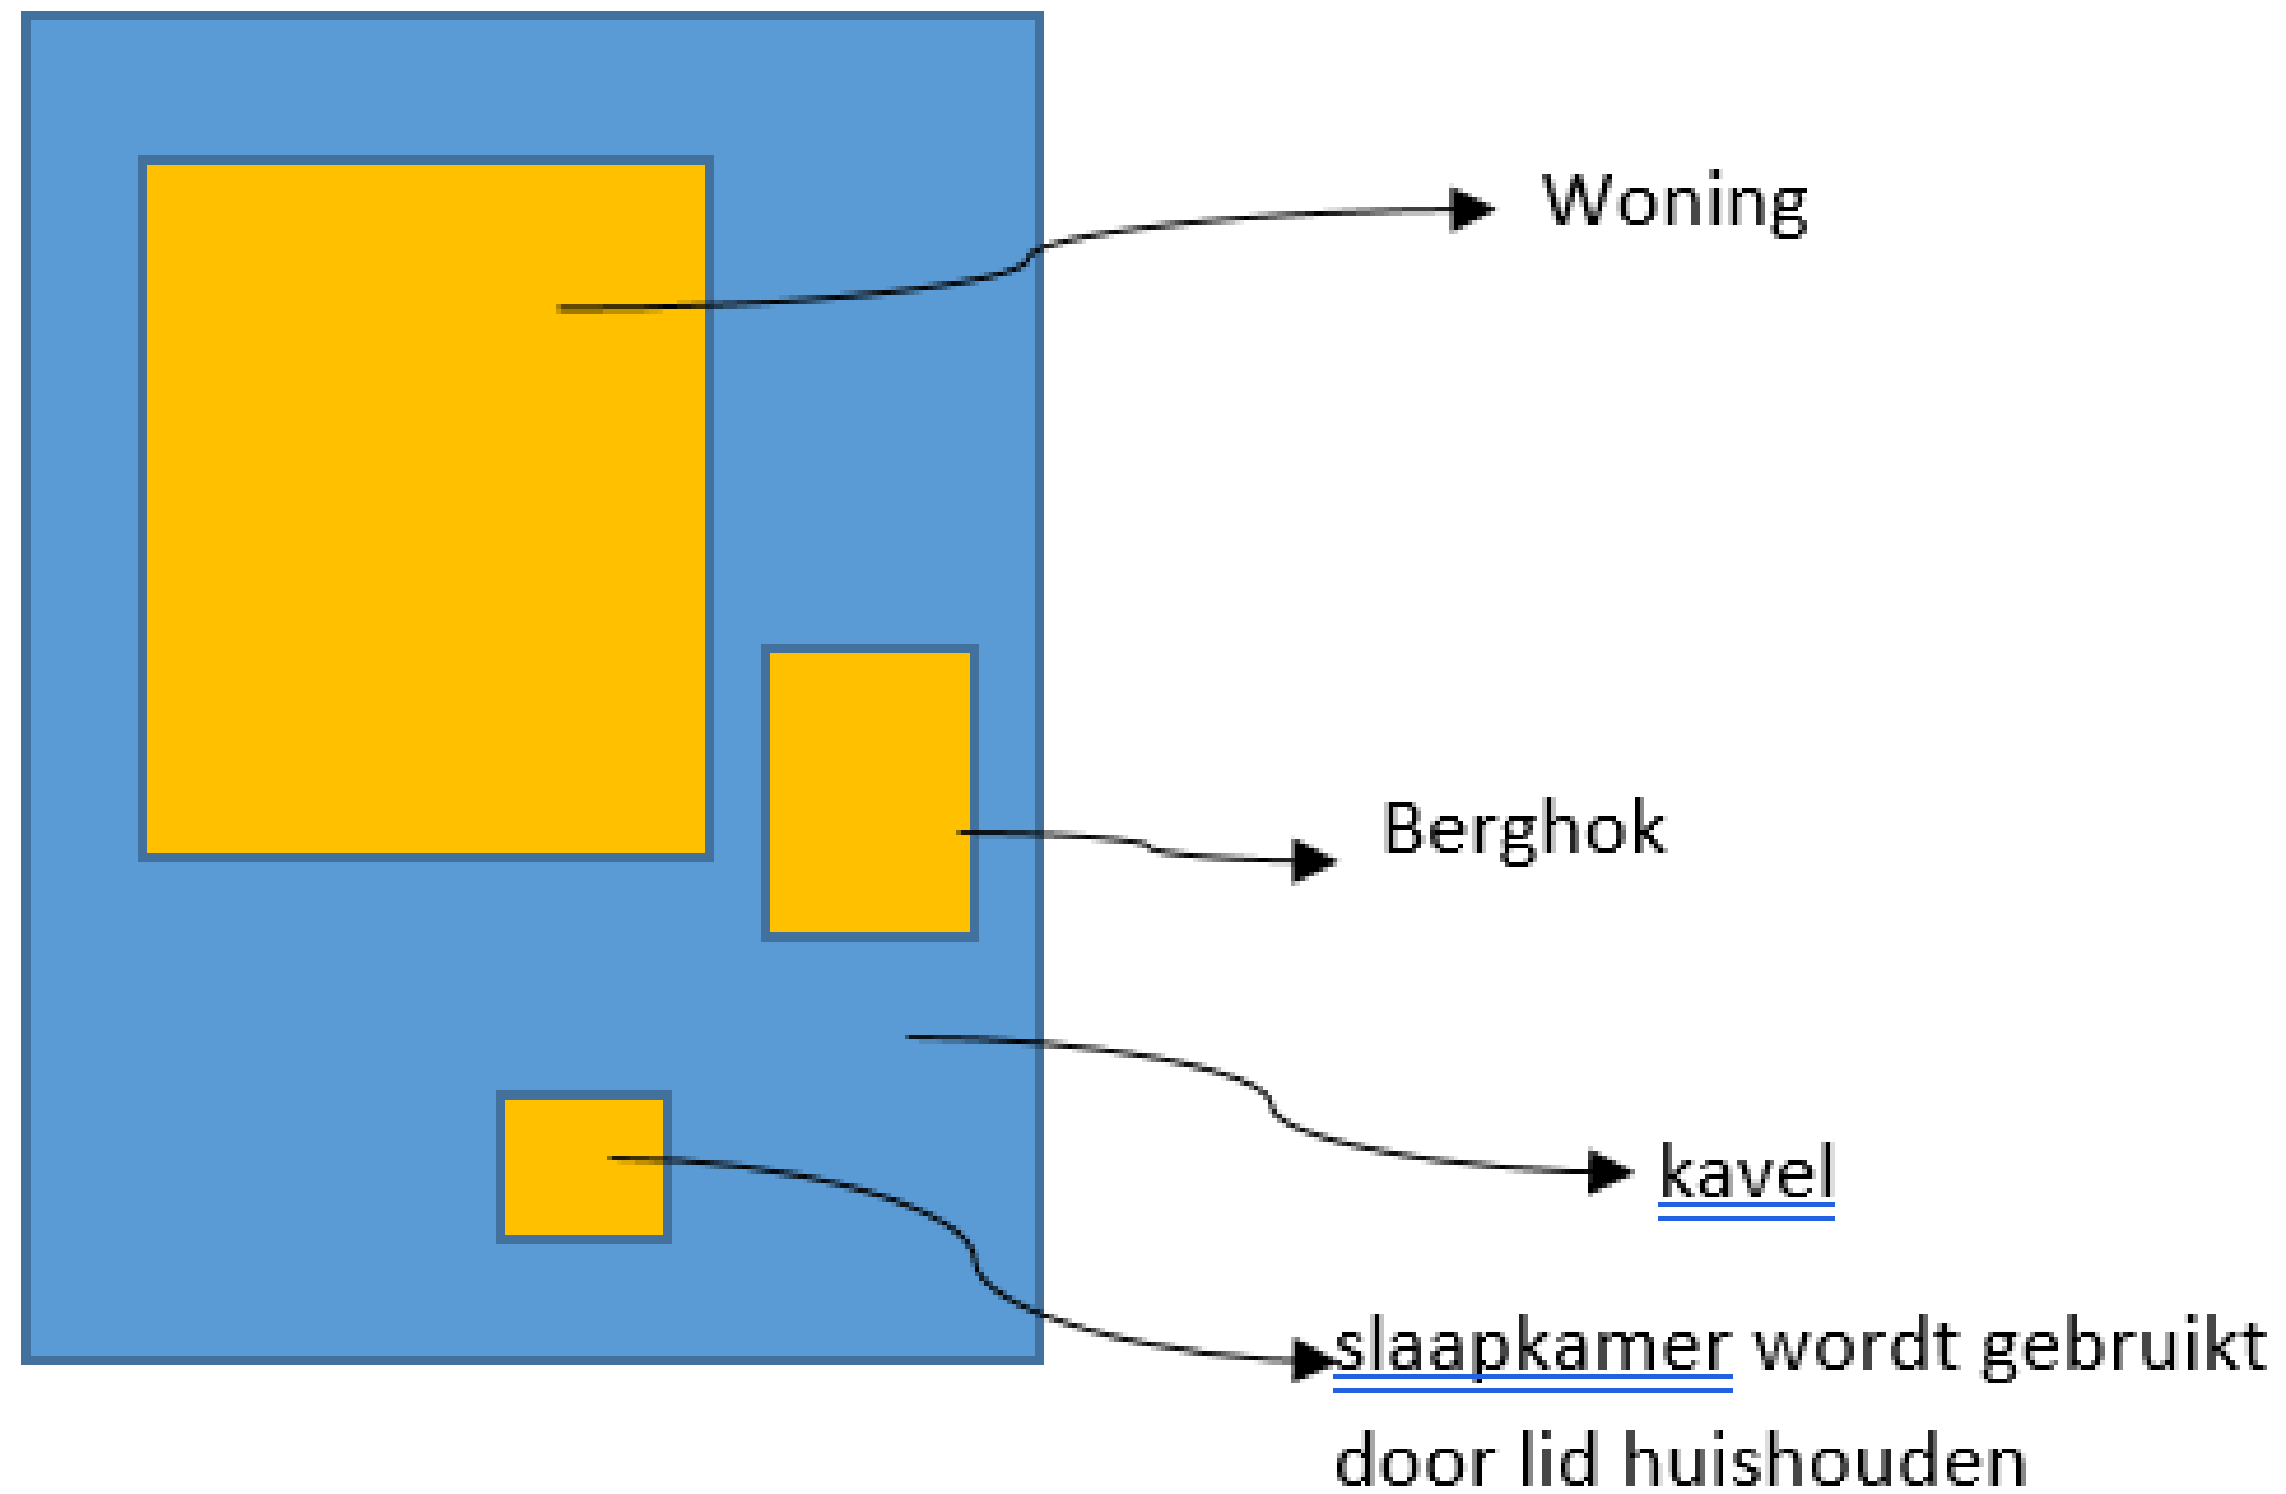 Woning
Berghok
kavel
slaapkamer wordt gebruikt
door lid huishouden